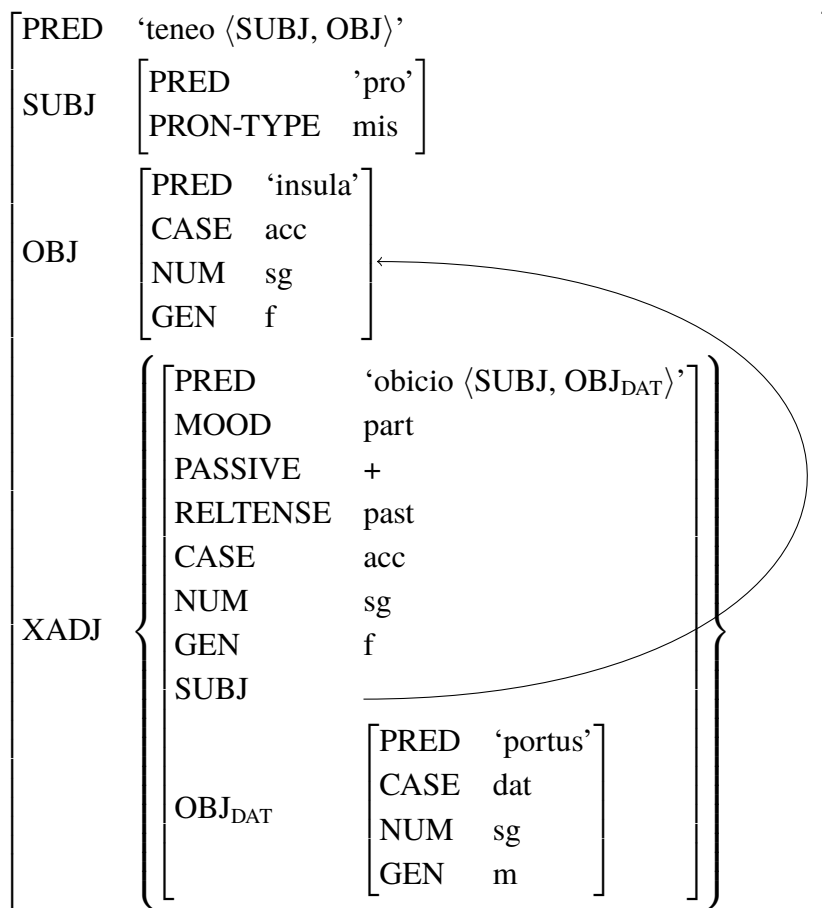 PRED ‘teneo ⟨SUBJ, OBJ⟩’
SUBJ
PRED ’pro’
PRON-TYPE mis
OBJ
PRED ‘insula’
CASE acc
NUM sg
GEN f
XADJ
PRED ‘obicio ⟨SUBJ, OBJDAT⟩’
MOOD part
PASSIVE +
RELTENSE past
CASE acc
NUM sg
GEN f
SUBJ
OBJDAT
PRED ‘portus’
CASE dat
NUM sg
GEN m